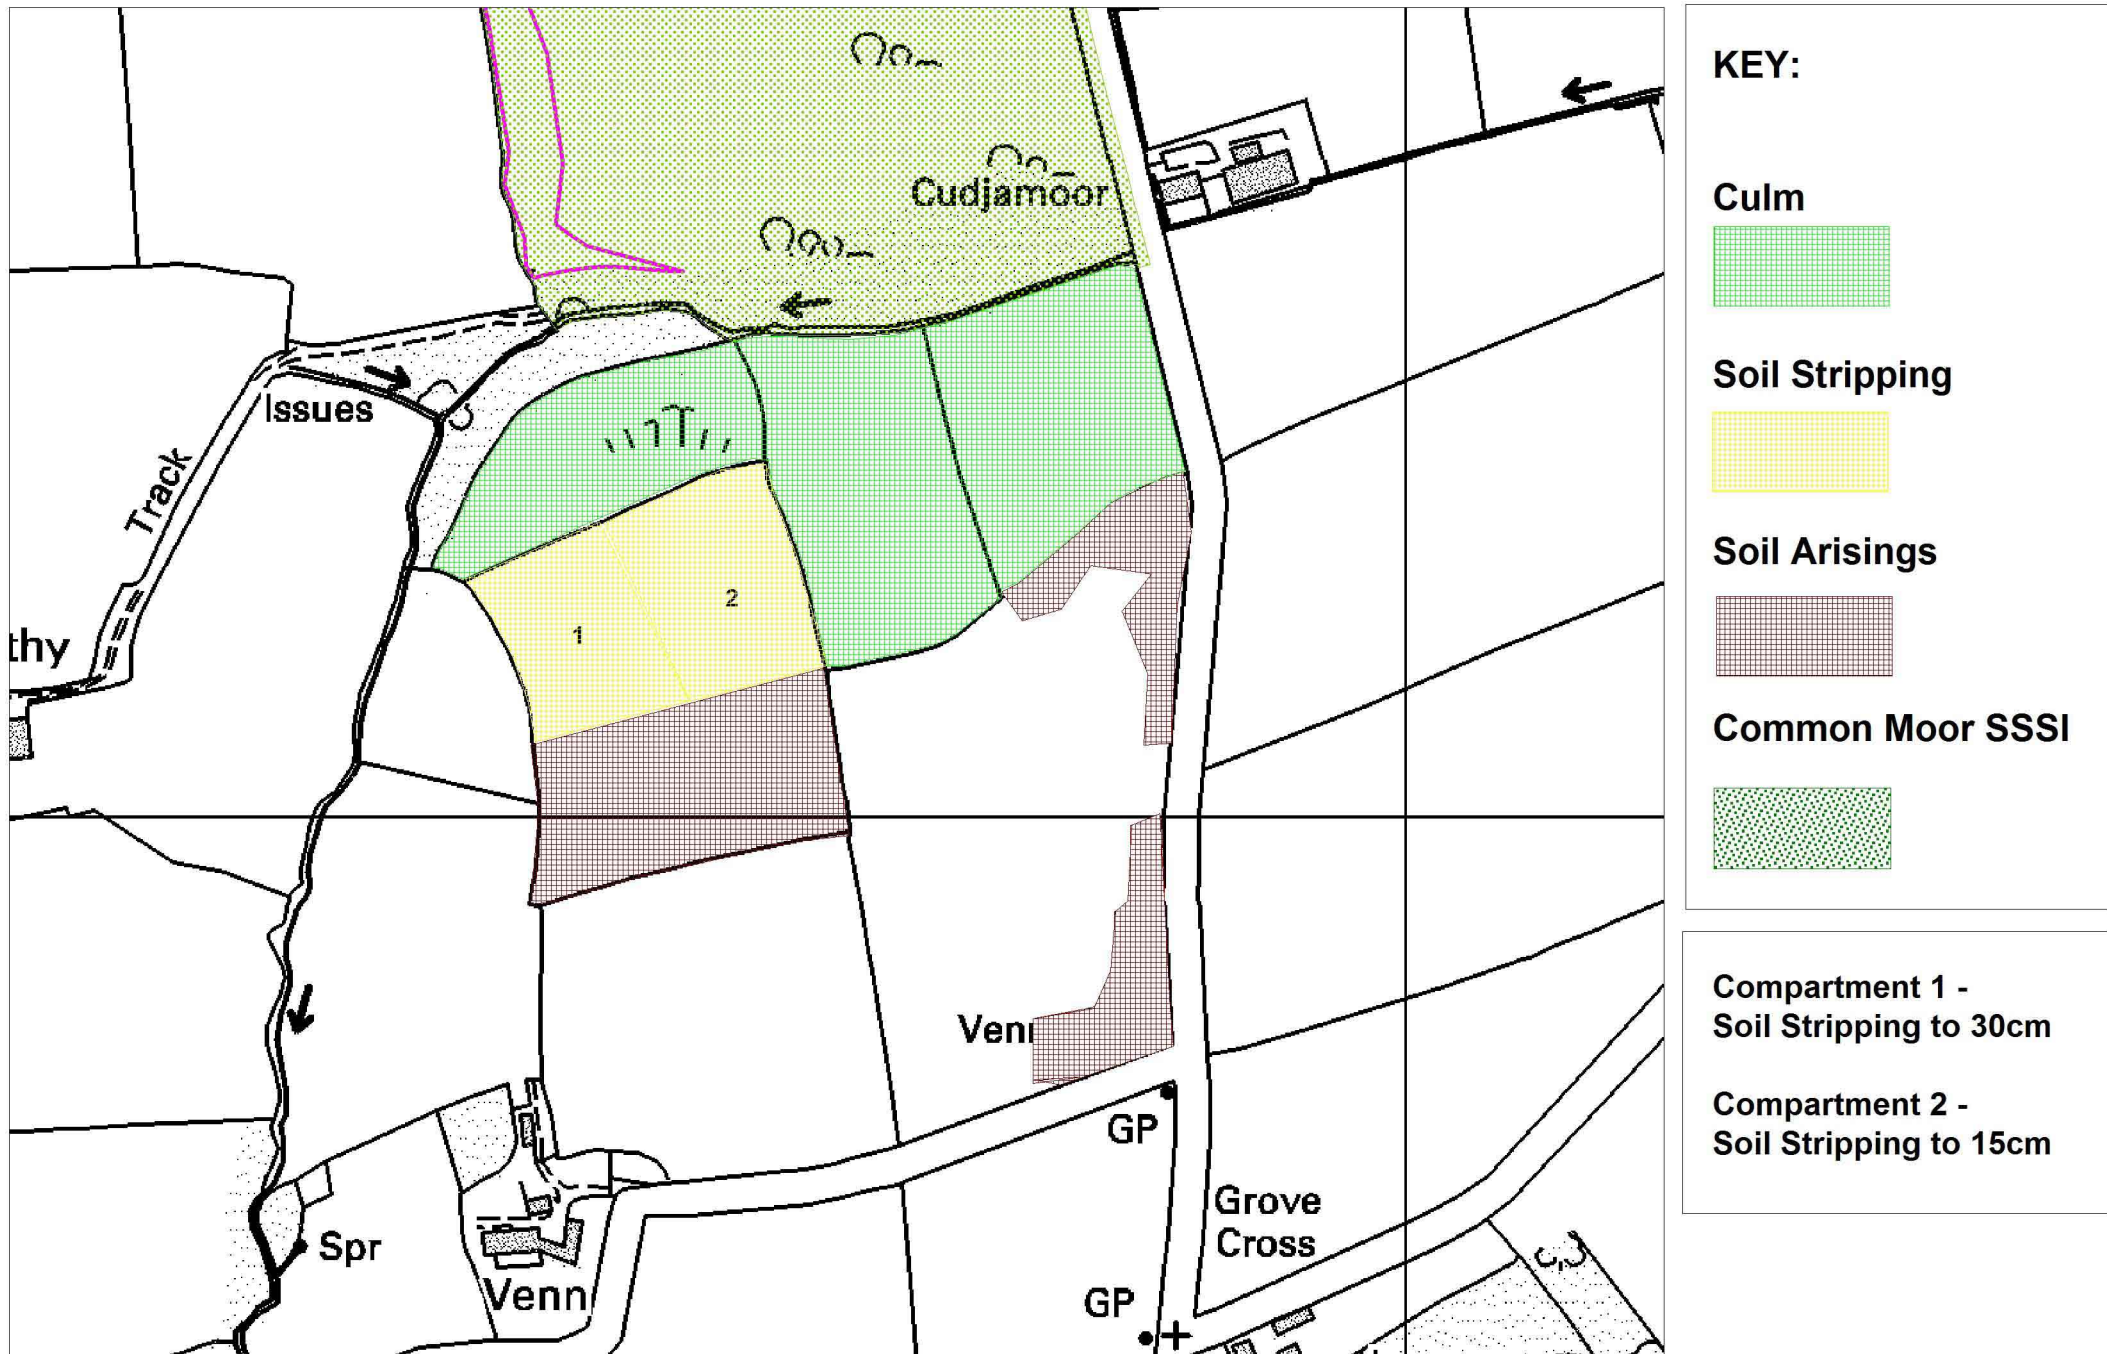 Cudjamoor
Issues
Track
thy
1
2
Ven
GP
Grove
Cross
Spr
Venn
GP
KEY:
Culm
Soil Stripping
Soil Arisings
Common Moor SSSI
Compartment 1 -
Soil Stripping to 30cm
Compartment 2 -
Soil Stripping to 15cm